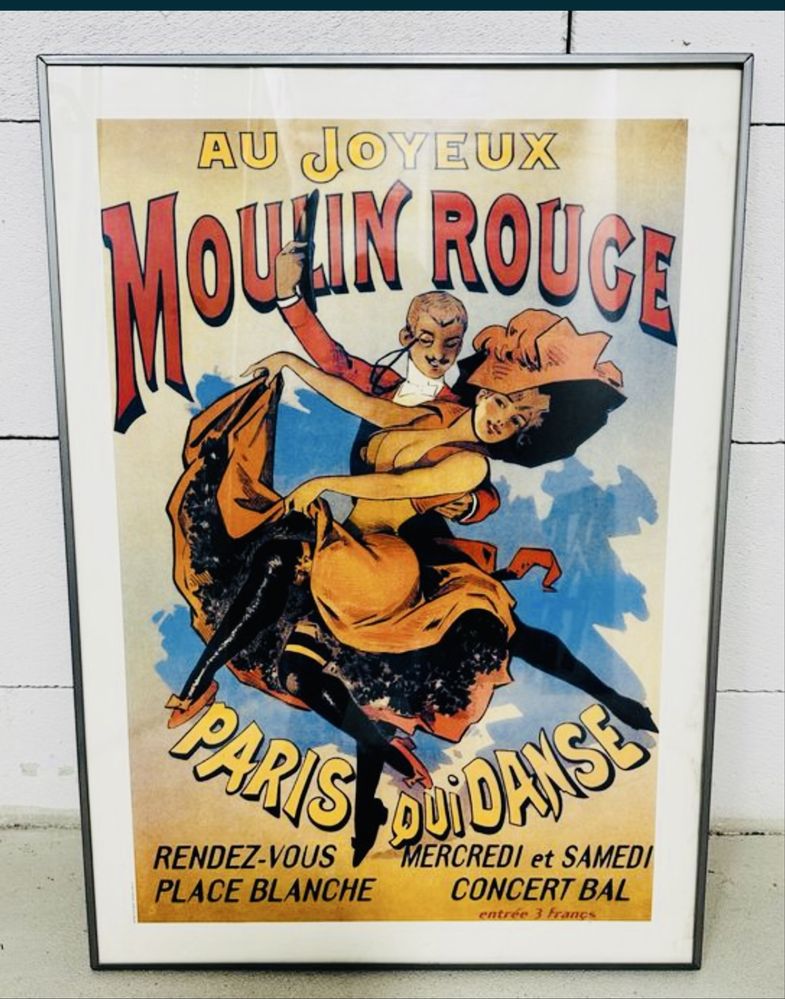 AU JOYEUX
MOULIN ROUGE
PARIS QUI DANSE
RENDEZ-VOUS
PLACE BLANCHE
MERCREDI et SAMEDI
CONCERT BAL
entrée 3 francs